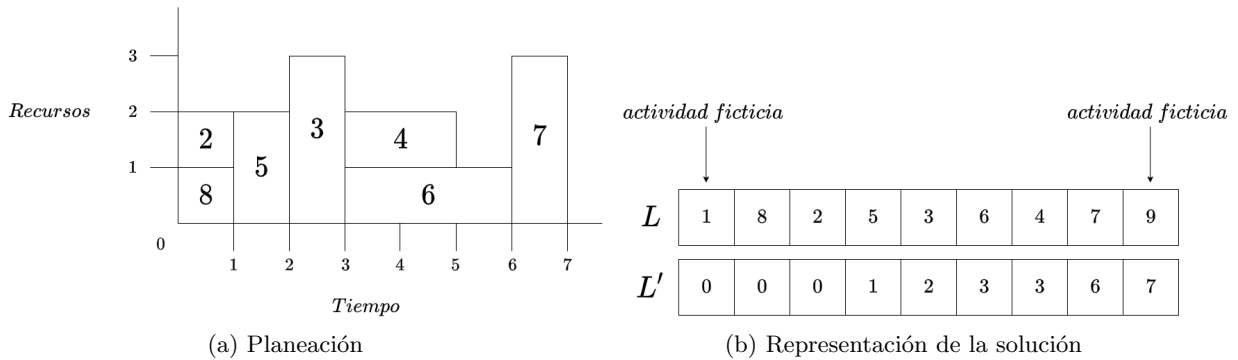 3
Recursos
2
1
0
2
8
5
3
4
6
7
1
2
3
4
5
6
7
Tiempo
(a) Planeación
actividad ficticia
actividad ficticia
L 1 8 2 5 3 6 4 7 9
L′ 0 0 0 1 2 3 3 6 7
(b) Representación de la solución